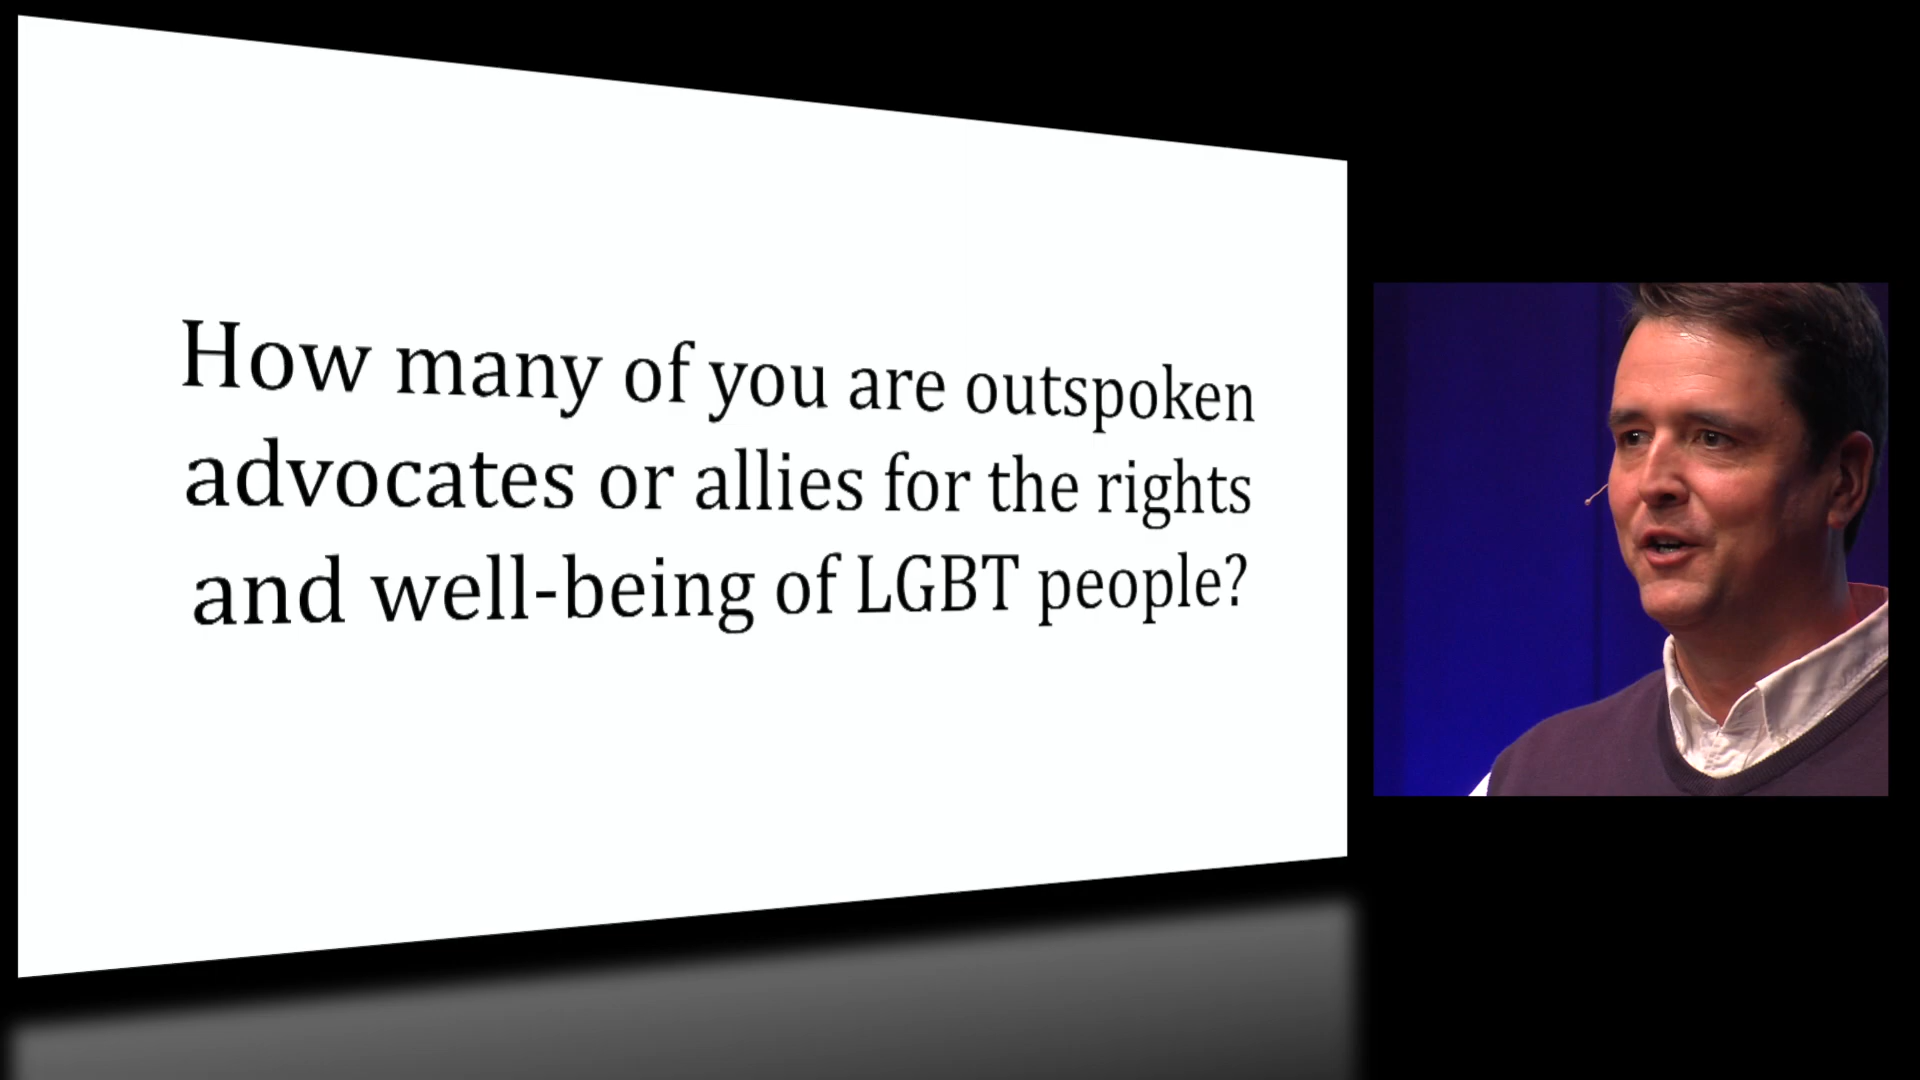 How many of you are outspoken
advocates or allies for the rights
and well-being of LGBT people?